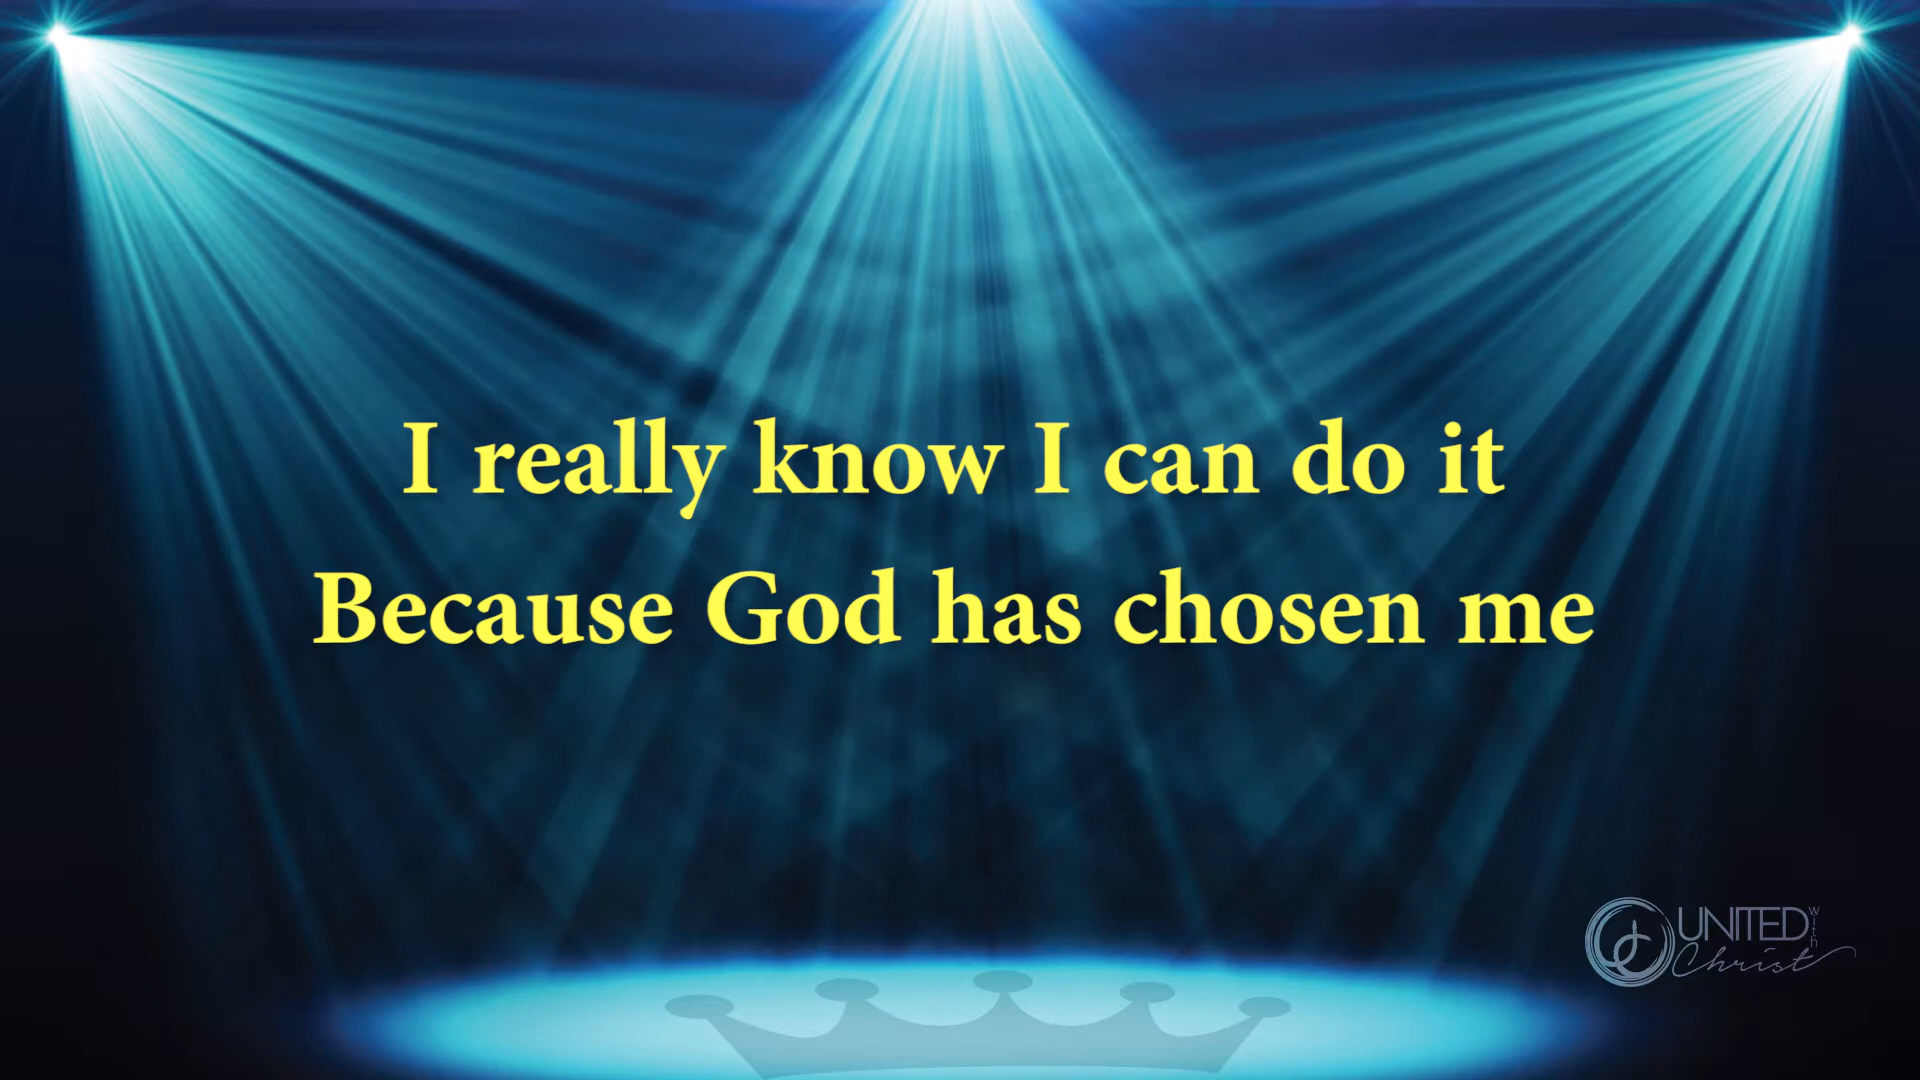 I really know I can do it
Because God has chosen me
UNITED with
Christ